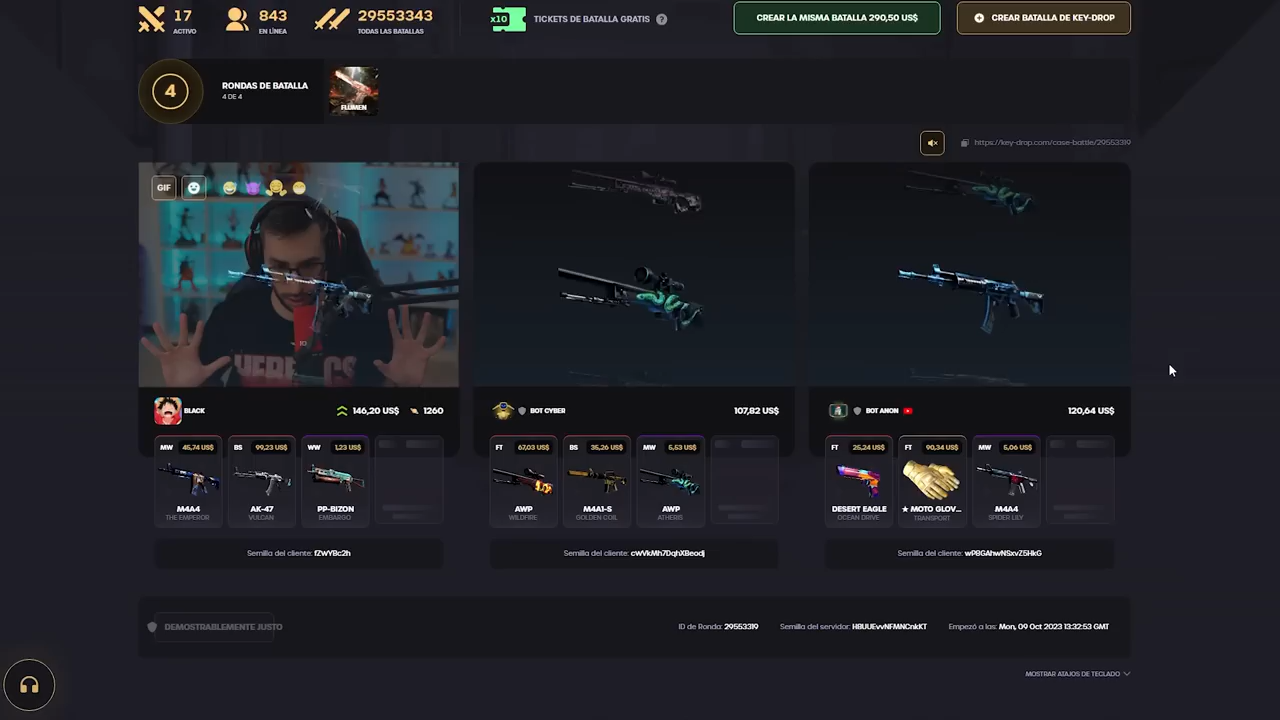 17
ACTIVO
843
EN LÍNEA
29553343
TODAS LAS BATALLAS
x10
TICKETS DE BATALLA GRATIS
?
CREAR LA MISMA BATALLA 290,50 US$
CREAR BATALLA DE KEY-DROP
4
RONDAS DE BATALLA
4 DE 4
FLUMEN
https://key-drop.com/case-battle/29553319
GIF
BLACK
146,20 US$
1260
MW
45,74 US$
M4A4
THE EMPEROR
BS
99,23 US$
AK-47
VULCAN
WW
1,23 US$
PP-BIZON
EMBARGO
Semilla del cliente: fZWYBc2h
BOT CYBER
107,82 US$
FT
67,03 US$
AWP
WILDFIRE
BS
35,26 US$
M4A1-S
GOLDEN COIL
MW
5,53 US$
AWP
ATHERIS
Semilla del cliente: cWVkMh7DqhXBeodj
BOT ANON
120,64 US$
FT
25,24 US$
DESERT EAGLE
OCEAN DRIVE
FT
90,34 US$
★ MOTO GLOV...
TRANSPORT
MW
5,06 US$
M4A4
SPIDER LILY
Semilla del cliente: wP8GAhwNSxvZ5HkG
DEMOSTRABLEMENTE JUSTO
ID de Ronda: 29553319
Semilla del servidor: H8UUEvvNFMNCnkKT
Empezó a las: Mon, 09 Oct 2023 13:32:53 GMT
MOSTRAR ATAJOS DE TECLADO